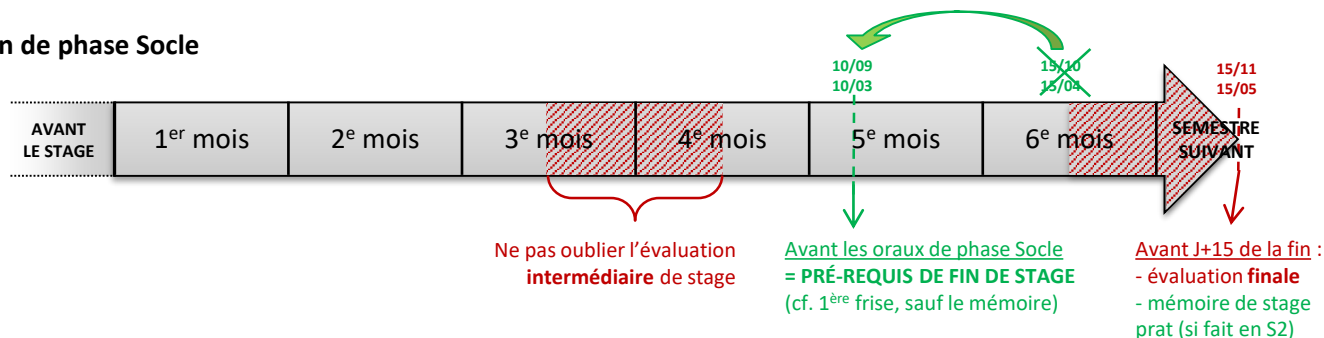 n de phase Socle
10/09
10/03
15/10
15/04
15/11
15/05
AVANT
LE STAGE
1er mois
2e mois
3e mois
4e mois
5e mois
6e mois
SEMESTRE
SUIVANT
Ne pas oublier l'évaluation
intermédiaire de stage
Avant les oraux de phase Socle
= PRÉ-REQUIS DE FIN DE STAGE
(cf. 1ère frise, sauf le mémoire)
Avant J+15 de la fin :
- évaluation finale
- mémoire de stage
prat (si fait en S2)